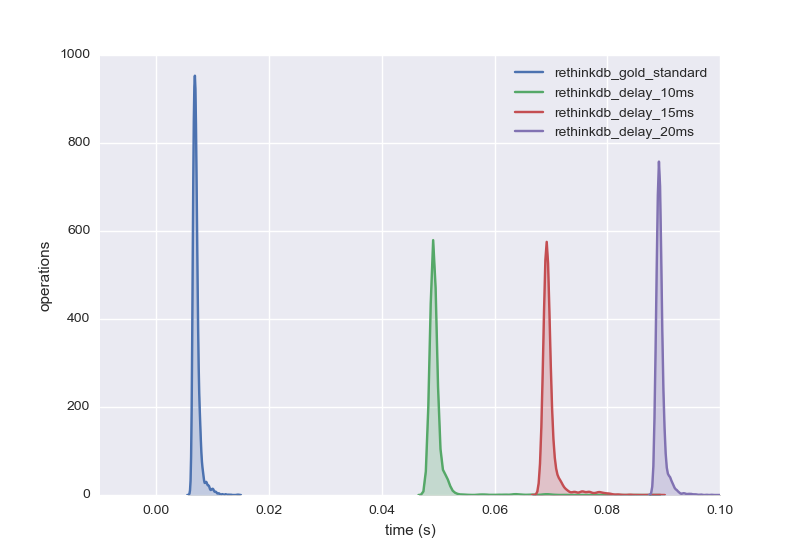 1000
800
600
400
200
0
operations
rethinkdb_gold_standard
rethinkdb_delay_10ms
rethinkdb_delay_15ms
rethinkdb_delay_20ms
0.00 0.02 0.04 0.06 0.08 0.10
time (s)